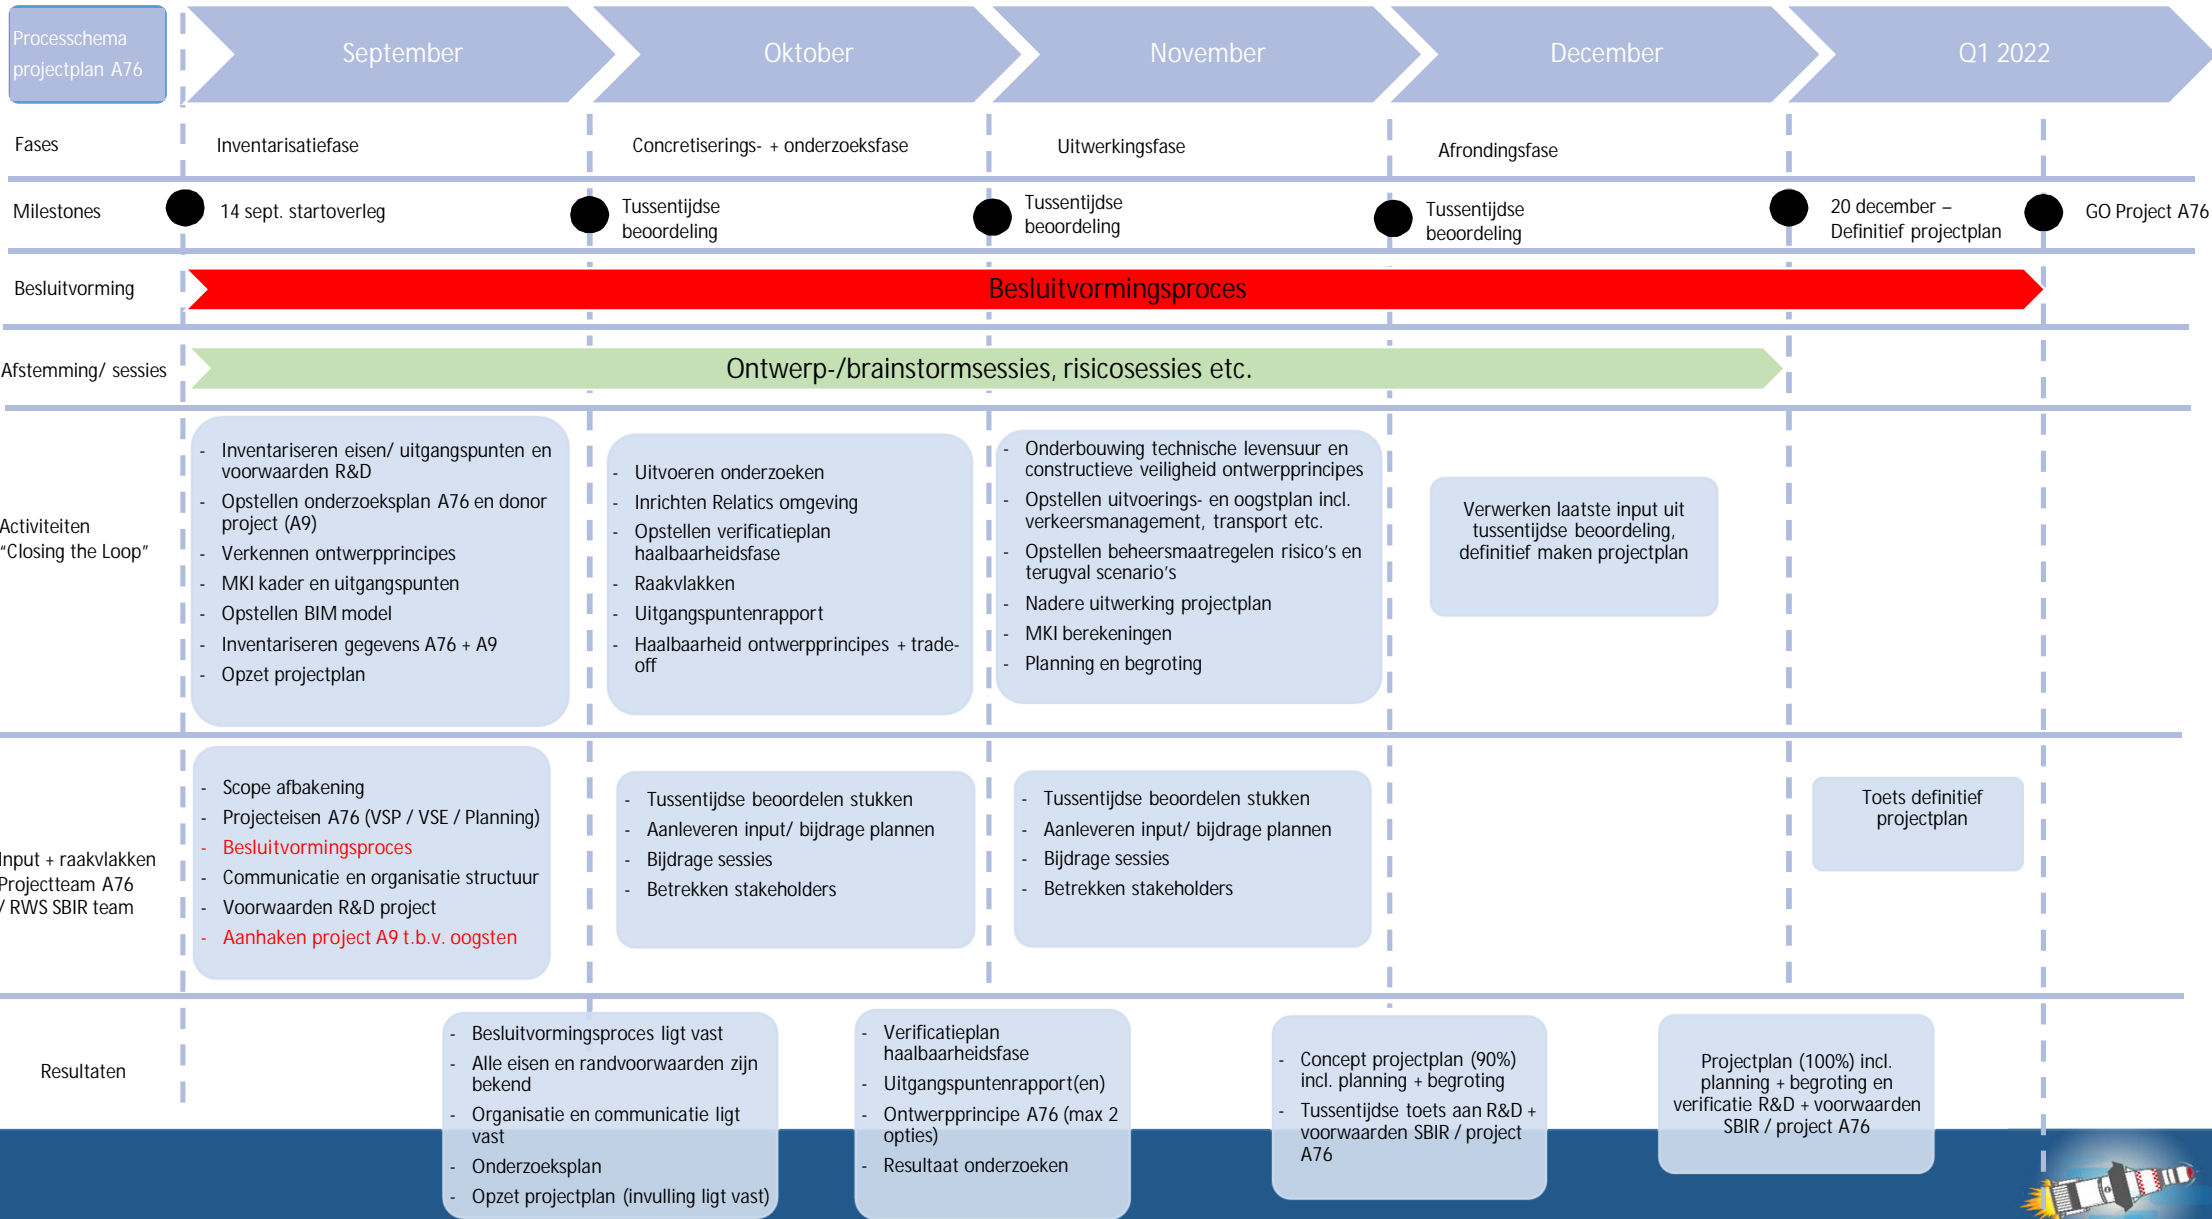 Processchema
projectplan A76
September
Oktober
November
December
Q1 2022
Fases
Inventarisatiefase
Concretiserings- + onderzoeksfase
Uitwerkingsfase
Afrondingsfase
Milestones
14 sept. startoverleg
Tussentijdse
beoordeling
Tussentijdse
beoordeling
Tussentijdse
beoordeling
20 december –
Definitief projectplan
GO Project A76
Besluitvorming
Besluitvormingsproces
Afstemming/ sessies
Ontwerp-/brainstormsessies, risicosessies etc.
Activiteiten
“Closing the Loop”
- Inventariseren eisen/ uitgangspunten en
voorwaarden R&D
- Opstellen onderzoeksplan A76 en donor
project (A9)
- Verkennen ontwerpprincipes
- MKI kader en uitgangspunten
- Opstellen BIM model
- Inventariseren gegevens A76 + A9
- Opzet projectplan
- Uitvoeren onderzoeken
- Inrichten Relatics omgeving
- Opstellen verificatieplan
haalbaarheidsfase
- Raakvlakken
- Uitgangspuntenrapport
- Haalbaarheid ontwerpprincipes + trade-
off
- Onderbouwing technische levensuur en
constructieve veiligheid ontwerpprincipes
- Opstellen uitvoerings- en oogstplan incl.
verkeersmanagement, transport etc.
- Opstellen beheersmaatregelen risico’s en
terugval scenario’s
- Nadere uitwerking projectplan
- MKI berekeningen
- Planning en begroting
Verwerken laatste input uit
tussentijdse beoordeling,
definitief maken projectplan
Input + raakvlakken
Projectteam A76
/ RWS SBIR team
- Scope afbakening
- Projecteisen A76 (VSP / VSE / Planning)
- Besluitvormingsproces
- Communicatie en organisatie structuur
- Voorwaarden R&D project
- Aanhaken project A9 t.b.v. oogsten
- Tussentijdse beoordelen stukken
- Aanleveren input/ bijdrage plannen
- Bijdrage sessies
- Betrekken stakeholders
- Tussentijdse beoordelen stukken
- Aanleveren input/ bijdrage plannen
- Bijdrage sessies
- Betrekken stakeholders
Toets definitief
projectplan
Resultaten
- Besluitvormingsproces ligt vast
- Alle eisen en randvoorwaarden zijn
bekend
- Organisatie en communicatie ligt
vast
- Onderzoeksplan
- Opzet projectplan (invulling ligt vast)
- Verificatieplan
haalbaarheidsfase
- Uitgangspuntenrapport(en)
- Ontwerpprincipe A76 (max 2
opties)
- Resultaat onderzoeken
- Concept projectplan (90%)
incl. planning + begroting
- Tussentijdse toets aan R&D +
voorwaarden SBIR / project
A76
Projectplan (100%) incl.
planning + begroting en
verificatie R&D + voorwaarden
SBIR / project A76